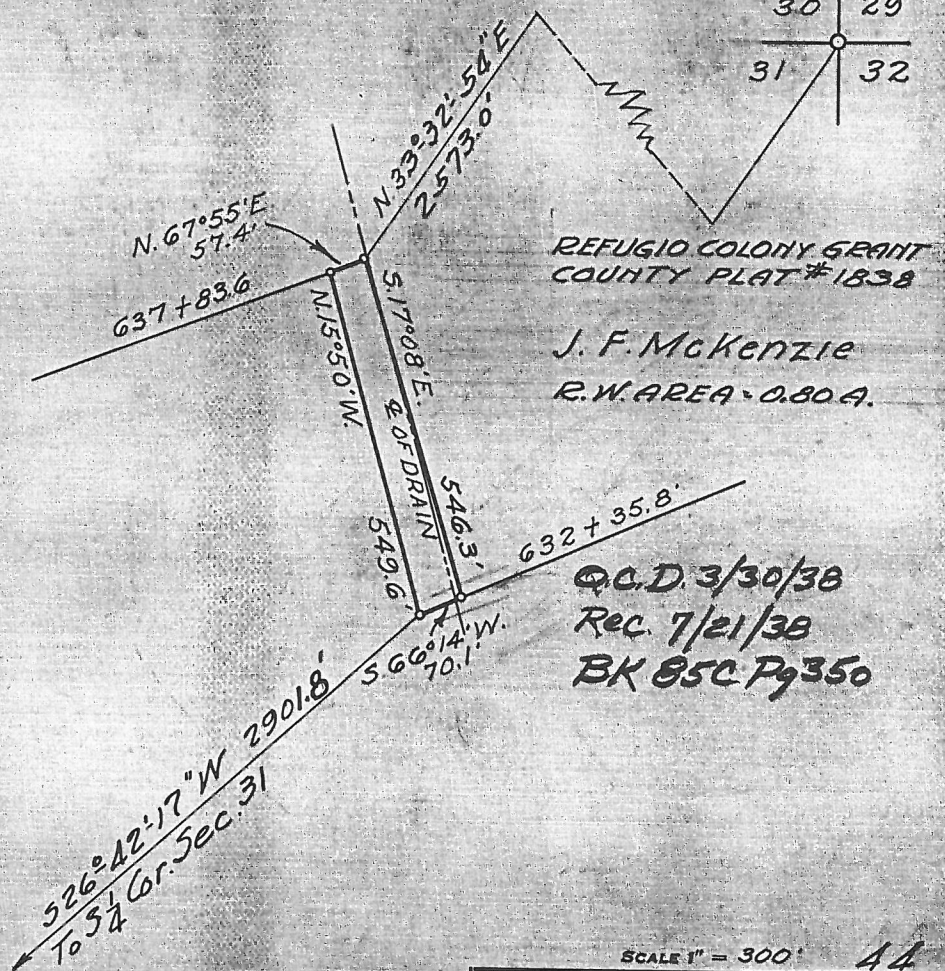 30 | 29
31 | 32
N. 33°-32'-54" E
2573.0'
N. 67°55' E
57.4'
637 + 83.6
REFUGIO COLONY GRANT
COUNTY PLAT #1838
J. F. McKenzie
R. W. AREA = 0.80 A.
N. 15°50' W.
549.6
S. 17°08' E.
546.3'
℄ OF DRAIN
632 + 35.8'
S. 66°14' W.
70.1'
Q.C.D. 3/30/38
Rec. 7/21/38
BK 85C Pg 350
S26°-42'-17" W 2901.8'
To S 1/4 Cor. Sec. 31
SCALE 1" = 300'
44